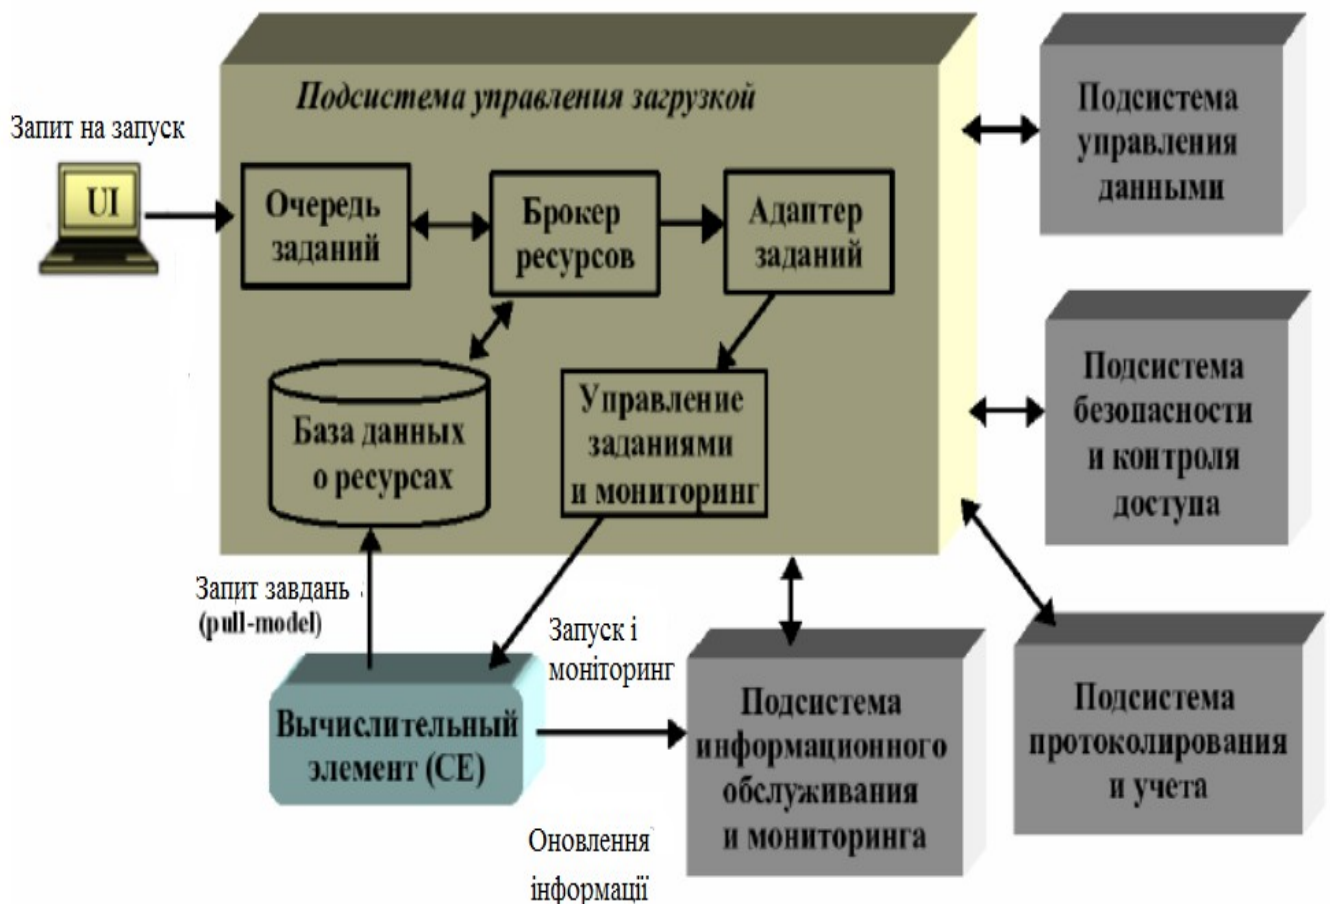 Подсистема управления загрузкой
Запит на запуск
UI
Очередь
заданий
Брокер
ресурсов
Адаптер
заданий
База данных
о ресурсах
Управление
заданиями
и мониторинг
Подсистема
управления
данными
Подсистема
безопасности
и контроля
доступа
Запит завдань
(pull-model)
Запуск і
моніторинг
Вычислительный
элемент (CE)
Оновлення
інформації
Подсистема
информационного
обслуживания
и мониторинга
Подсистема
протоколирования
и учета